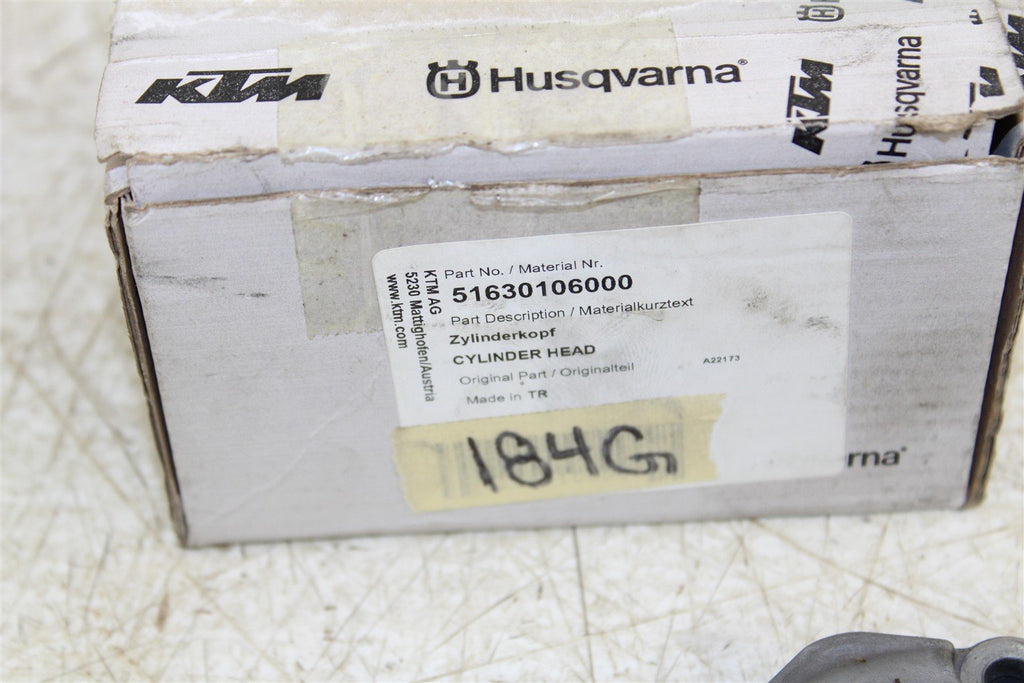 KTM
Husqvarna®
KTM
Husqvarna
KTM AG
5230 Mattighofen/Austria
www.ktm.com
Part No. / Material Nr.
51630106000
Part Description / Materialkurztext
Zylinderkopf
CYLINDER HEAD
A22173
Original Part / Originalteil
Made in TR
184G
rna®